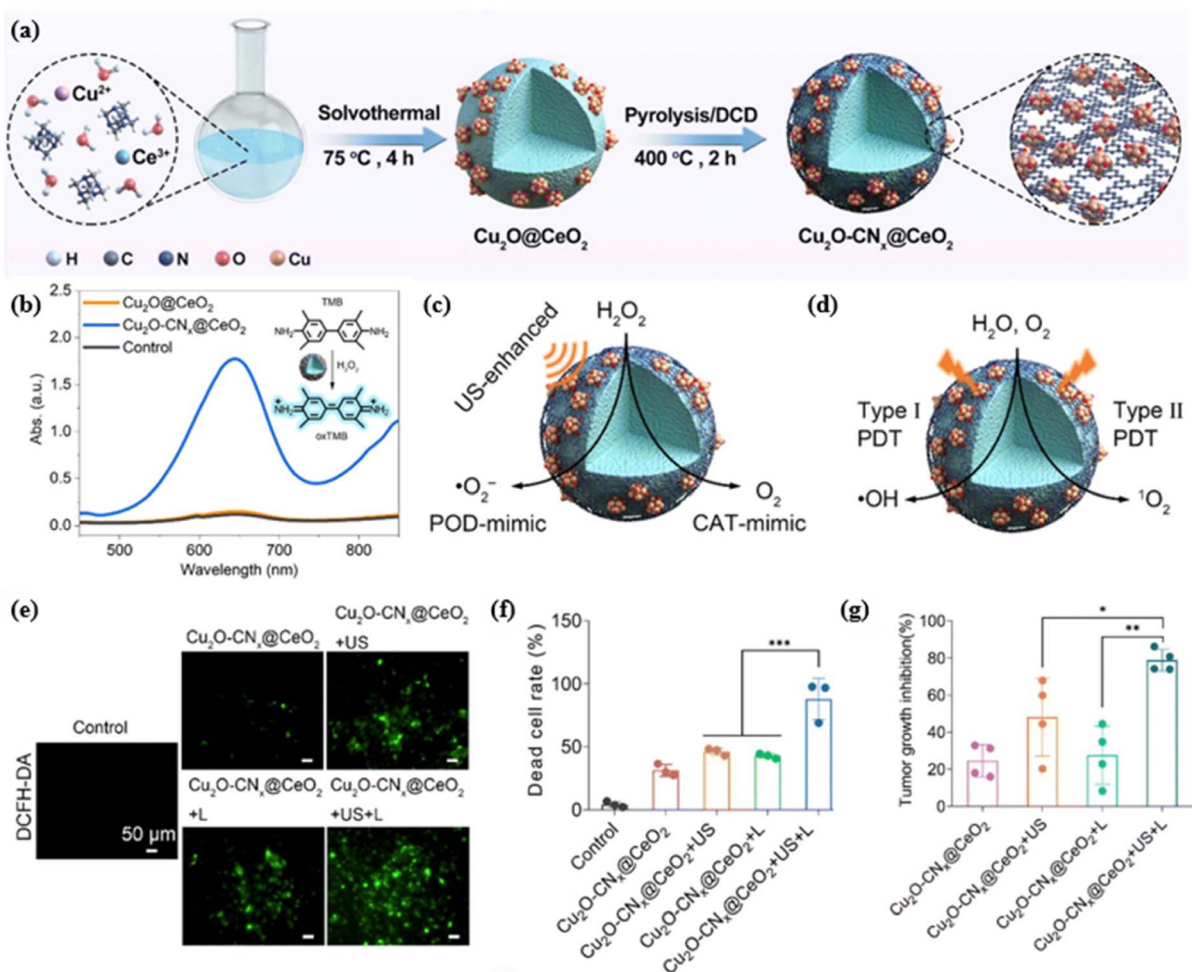 (a)
Cu²⁺
Ce³⁺
Solvothermal
75 °C , 4 h
Cu₂O@CeO₂
Pyrolysis/DCD
400 °C , 2 h
Cu₂O-CNₓ@CeO₂
H C N O Cu
(b)
Abs. (a.u.)
2.5
2.0
1.5
1.0
0.5
0.0
Cu₂O@CeO₂
Cu₂O-CNₓ@CeO₂
Control
TMB
NH₂ NH₂
H₂O₂
NH₂ NH₂
+ +
oxTMB
500 600 700 800
Wavelength (nm)
(c)
US-enhanced
H₂O₂
•O₂⁻
POD-mimic
O₂
CAT-mimic
(d)
H₂O, O₂
Type I
PDT
Type II
PDT
•OH
¹O₂
(e)
DCFH-DA
Control
50 μm
Cu₂O-CNₓ@CeO₂
Cu₂O-CNₓ@CeO₂
+US
Cu₂O-CNₓ@CeO₂
+L
Cu₂O-CNₓ@CeO₂
+US+L
(f)
Dead cell rate (%)
150
100
50
0
***
Control
Cu₂O-CNₓ@CeO₂
Cu₂O-CNₓ@CeO₂+US
Cu₂O-CNₓ@CeO₂+L
Cu₂O-CNₓ@CeO₂+US+L
(g)
Tumor growth inhibition(%)
100
80
60
40
20
0
*
**
Cu₂O-CNₓ@CeO₂
Cu₂O-CNₓ@CeO₂+US
Cu₂O-CNₓ@CeO₂+L
Cu₂O-CNₓ@CeO₂+US+L